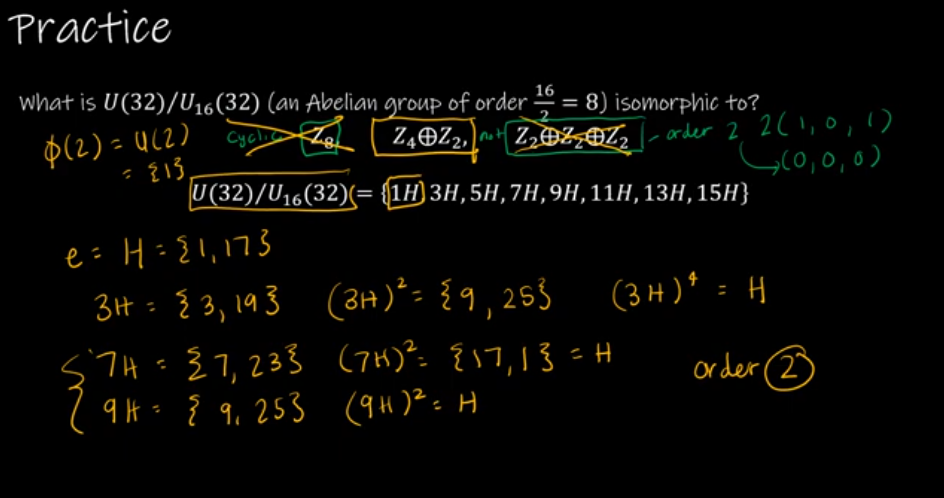 Practice
What is U(32)/U₁₆(32) (an Abelian group of order 16/2 = 8) isomorphic to?
ϕ(2) = U(2) cyclic Z₈ Z₄⊕Z₂, not Z₂⊕Z₂⊕Z₂ - order 2 2(1, 0, 1)
= {1} (0, 0, 0)
U(32)/U₁₆(32) = {1H, 3H, 5H, 7H, 9H, 11H, 13H, 15H}
e = H = {1, 17}
3H = {3, 19} (3H)² = {9, 25} (3H)⁴ = H
7H = {7, 23} (7H)² = {17, 1} = H order 2
9H = {9, 25} (9H)² = H